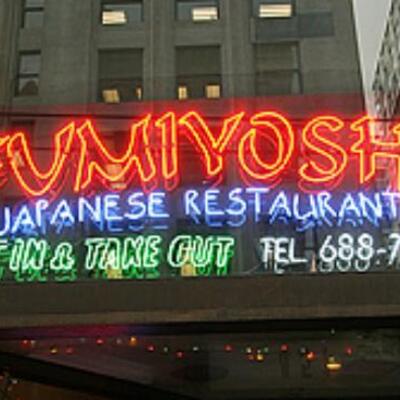 UMIYOSH
JAPANESE RESTAURANT
IN & TAKE OUT TEL 688-7